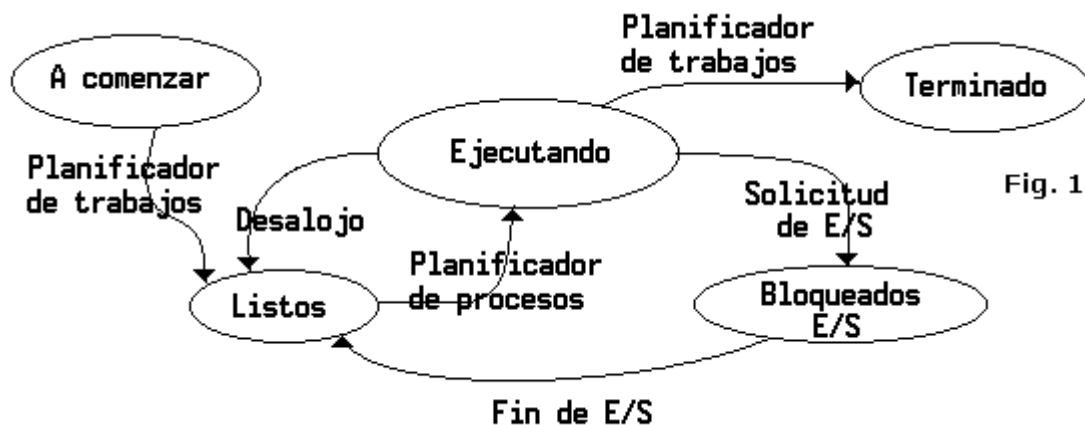 Planificador
de trabajos
A comenzar
Terminado
Ejecutando
Planificador
de trabajos
Fig. 1
Solicitud
de E/S
Desalojo
Planificador
de procesos
Listos
Bloqueados
E/S
Fin de E/S